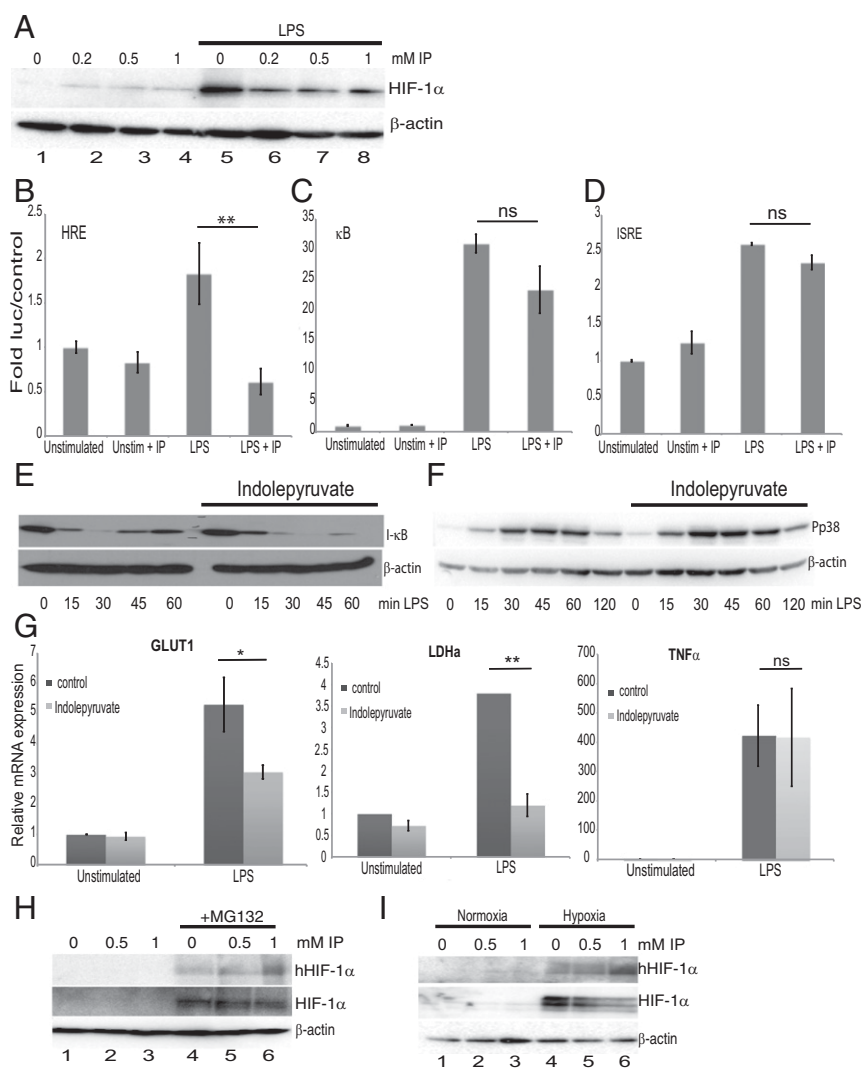 A
LPS
0 0.2 0.5 1 0 0.2 0.5 1 mM IP
HIF-1α
β-actin
1 2 3 4 5 6 7 8
B
Fold luc/control
HRE
**
2.5
2
1.5
1
0.5
0
Unstimulated Unstim + IP LPS LPS + IP
C
κB
ns
35
30
25
20
15
10
5
0
Unstimulated Unstim + IP LPS LPS + IP
D
ISRE
ns
3
2.5
2
1.5
1
0.5
0
Unstimulated Unstim + IP LPS LPS + IP
E
Indolepyruvate
I-κB
β-actin
0 15 30 45 60 0 15 30 45 60 min LPS
F
Indolepyruvate
Pp38
β-actin
0 15 30 45 60 120 0 15 30 45 60 120 min LPS
G
Relative mRNA expression
GLUT1
*
control
Indolepyruvate
7
6
5
4
3
2
1
0
Unstimulated LPS
LDHa
**
control
Indolepyruvate
4.5
4
3.5
3
2.5
2
1.5
1
0.5
0
Unstimulated LPS
TNFα
ns
control
Indolepyruvate
700
600
500
400
300
200
100
0
Unstimulated LPS
H
+MG132
0 0.5 1 0 0.5 1 mM IP
hHIF-1α
HIF-1α
β-actin
1 2 3 4 5 6
I
Normoxia Hypoxia
0 0.5 1 0 0.5 1 mM IP
hHIF-1α
HIF-1α
β-actin
1 2 3 4 5 6